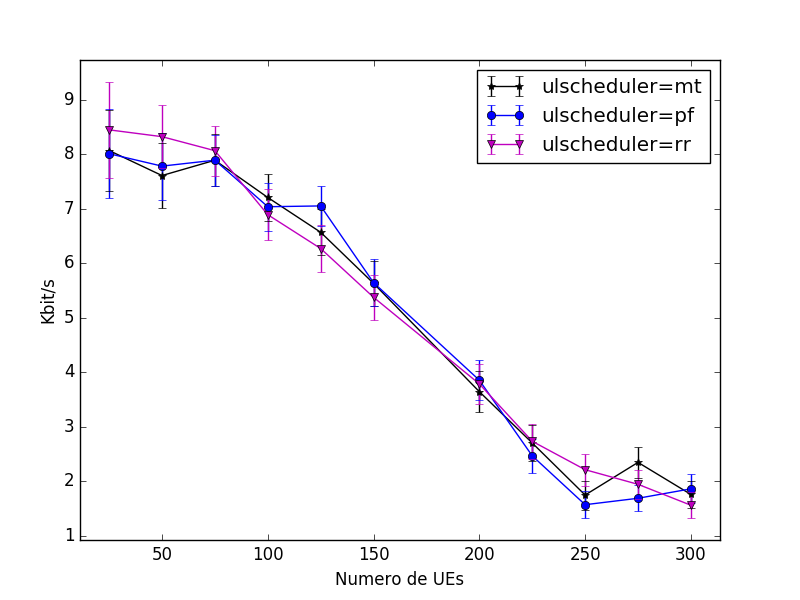 ulscheduler=mt
ulscheduler=pf
ulscheduler=rr
Kbit/s
9
8
7
6
5
4
3
2
1
50 100 150 200 250 300
Numero de UEs